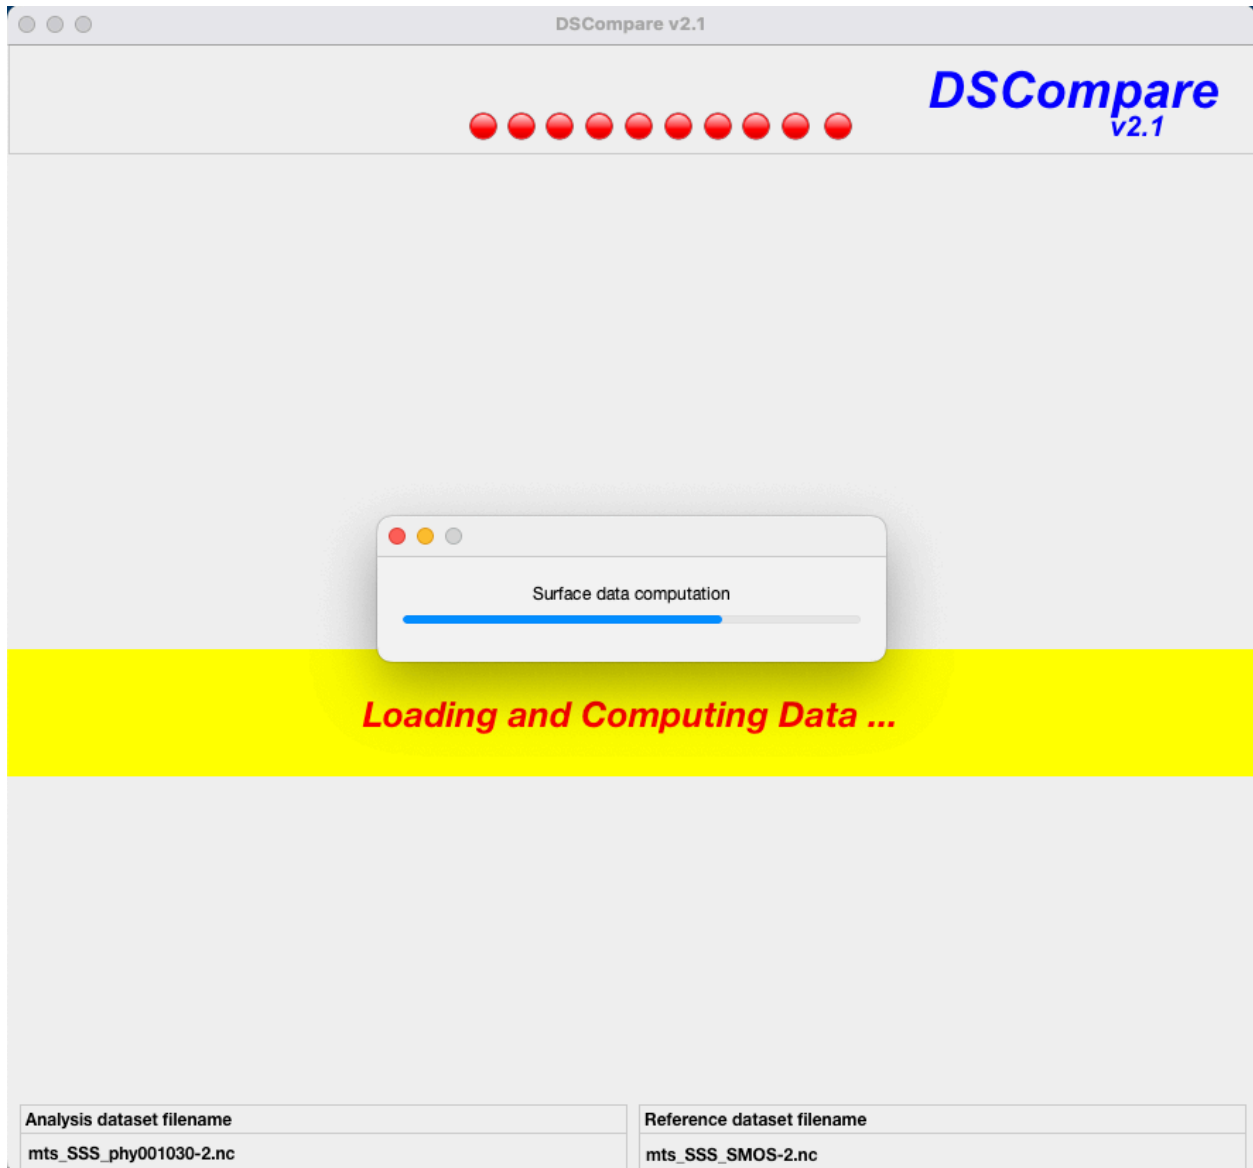 DSCompare v2.1
DSCompare
v2.1
Surface data computation
Loading and Computing Data ...
Analysis dataset filename
mts_SSS_phy001030-2.nc
Reference dataset filename
mts_SSS_SMOS-2.nc